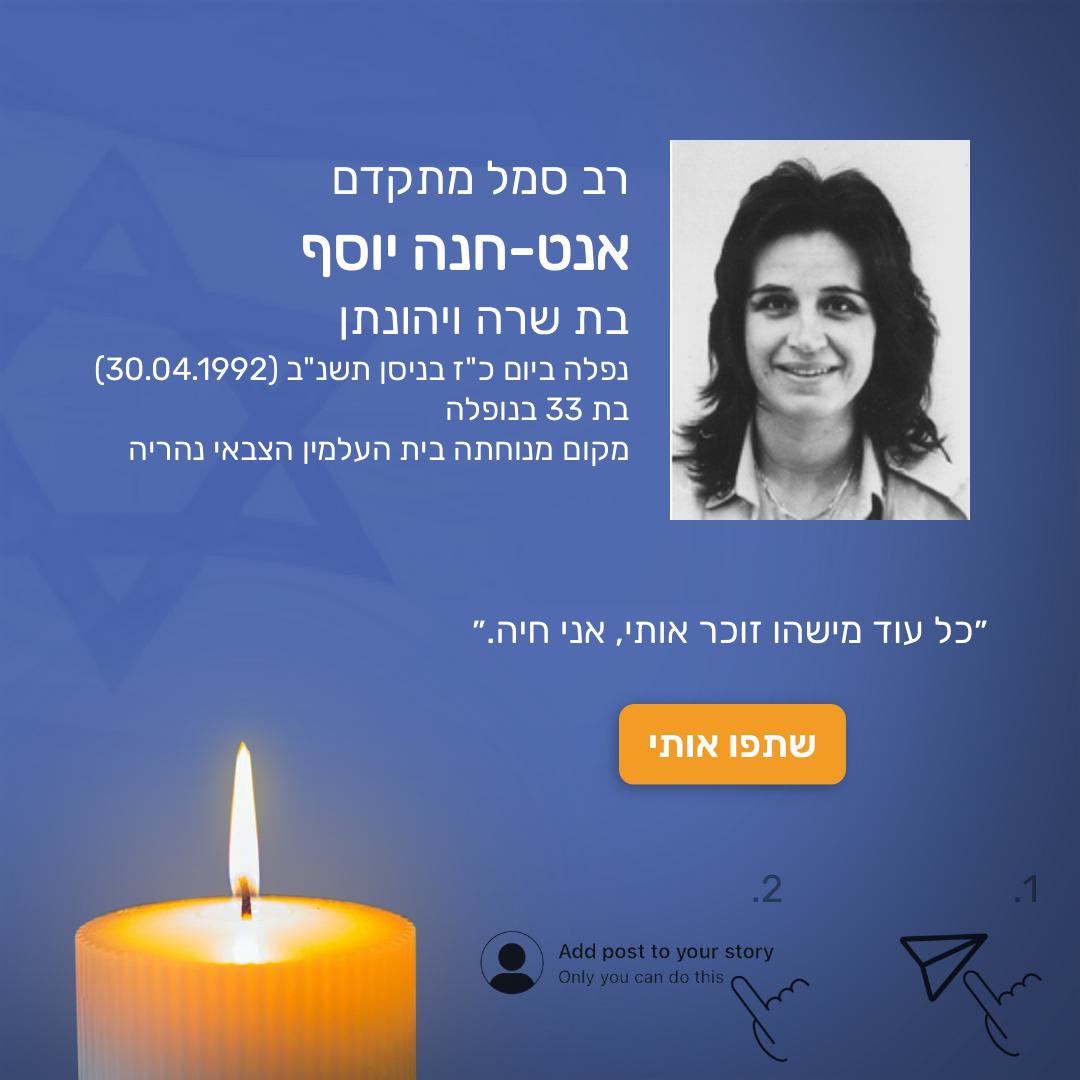 רב סמל מתקדם
אנט-חנה יוסף
בת שרה ויהונתן
נפלה ביום כ"ז בניסן תשנ"ב (30.04.1992)
בת 33 בנופלה
מקום מנוחתה בית העלמין הצבאי נהריה
״כל עוד מישהו זוכר אותי, אני חיה.״
שתפו אותי
1.
2.
Add post to your story
Only you can do this